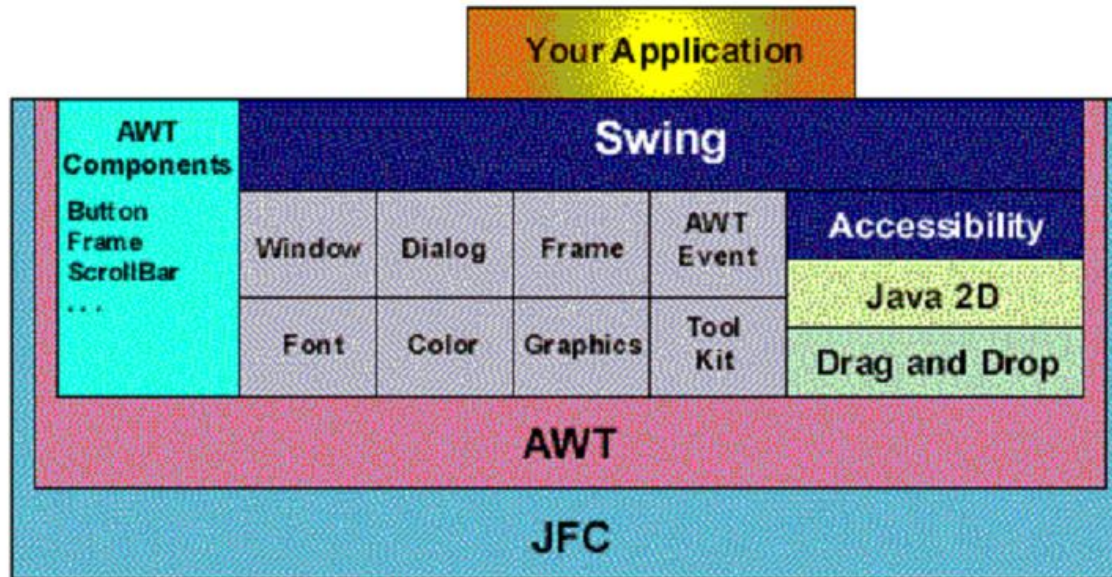 Your Application
AWT
Components
Button
Frame
ScrollBar
...
Swing
Window
Dialog
Frame
AWT
Event
Font
Color
Graphics
Tool
Kit
Accessibility
Java 2D
Drag and Drop
AWT
JFC